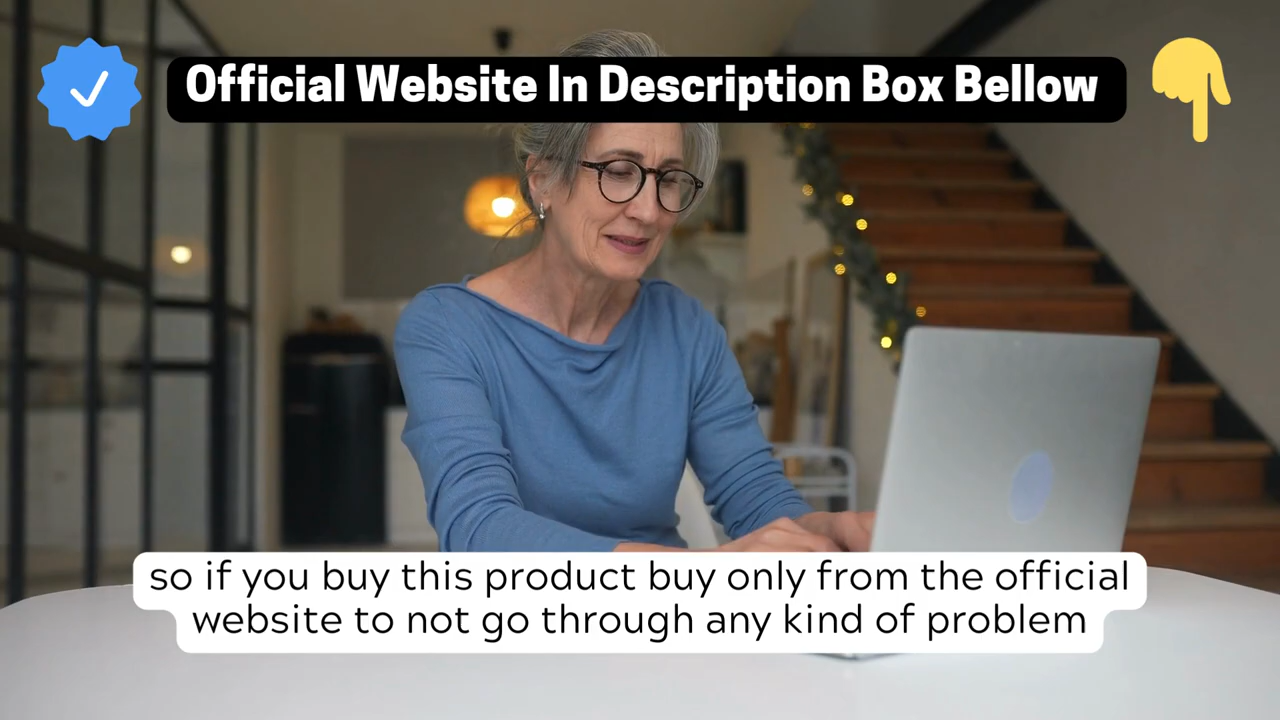 Official Website In Description Box Bellow
so if you buy this product buy only from the official
website to not go through any kind of problem